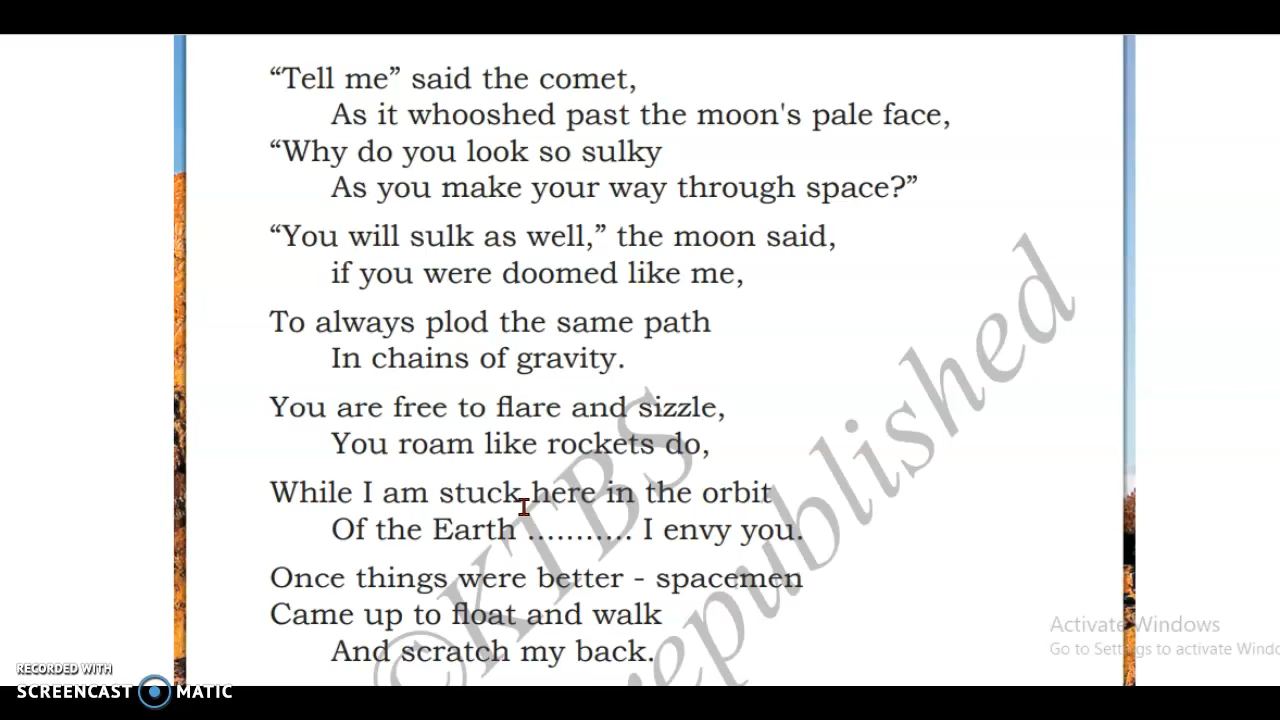 “Tell me” said the comet,
As it whooshed past the moon's pale face,
“Why do you look so sulky
As you make your way through space?”
“You will sulk as well,” the moon said,
if you were doomed like me,
To always plod the same path
In chains of gravity.
You are free to flare and sizzle,
You roam like rockets do,
While I am stuck here in the orbit
Of the Earth ........... I envy you.
Once things were better - spacemen
Came up to float and walk
And scratch my back.
©KTBS
republished
Activate Windows
Go to Settings to activate Windo
RECORDED WITH
SCREENCAST MATIC